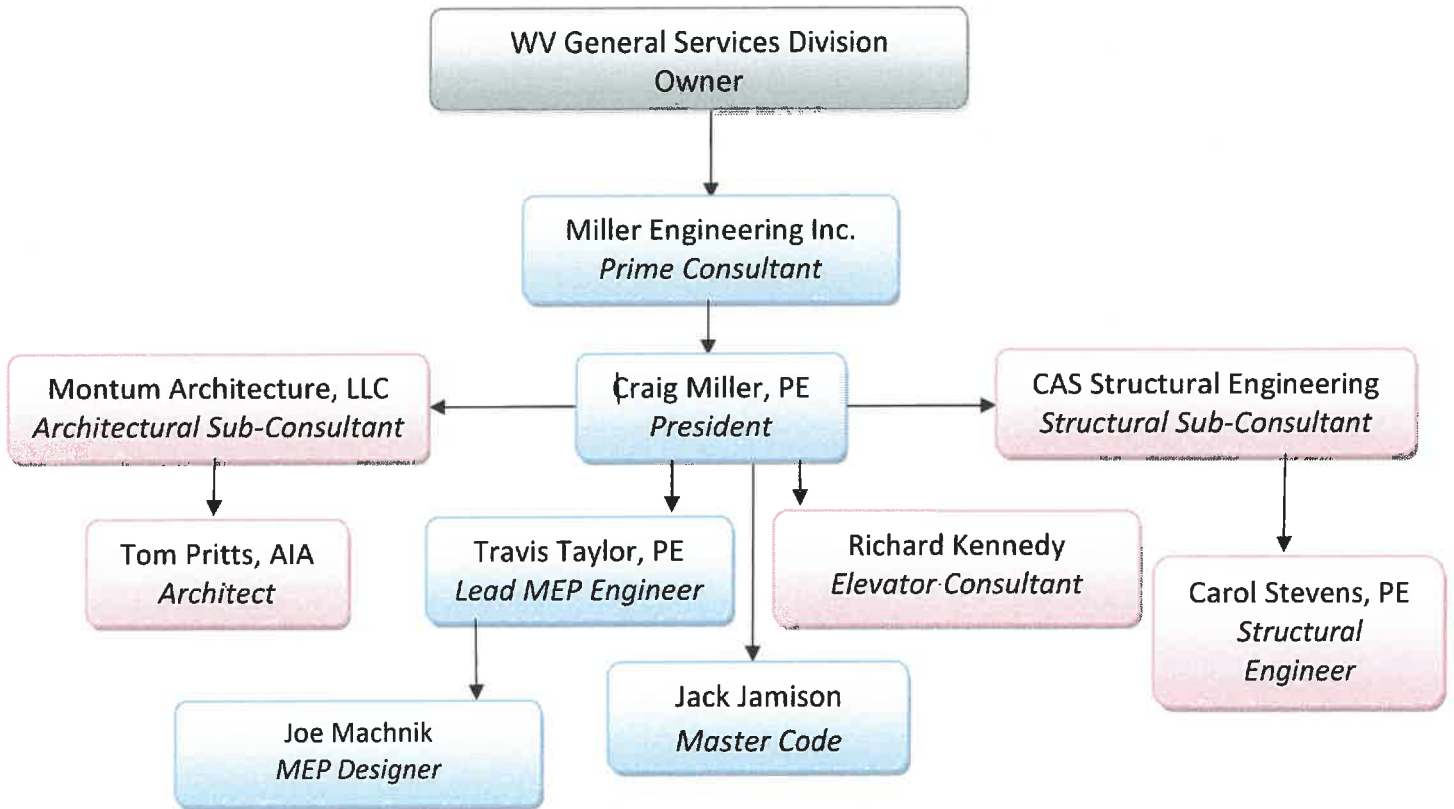 WV General Services Division
Owner
Miller Engineering Inc.
Prime Consultant
Montum Architecture, LLC
Architectural Sub-Consultant
Craig Miller, PE
President
CAS Structural Engineering
Structural Sub-Consultant
Tom Pritts, AIA
Architect
Travis Taylor, PE
Lead MEP Engineer
Richard Kennedy
Elevator Consultant
Carol Stevens, PE
Structural
Engineer
Joe Machnik
MEP Designer
Jack Jamison
Master Code